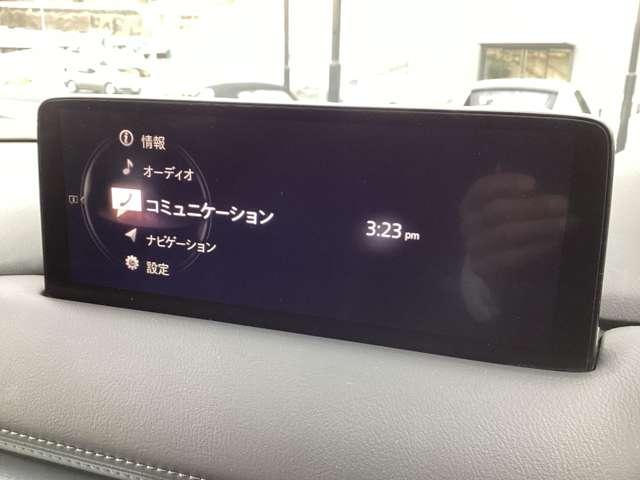 情報
オーディオ
コミュニケーション
3:23 pm
ナビゲーション
設定